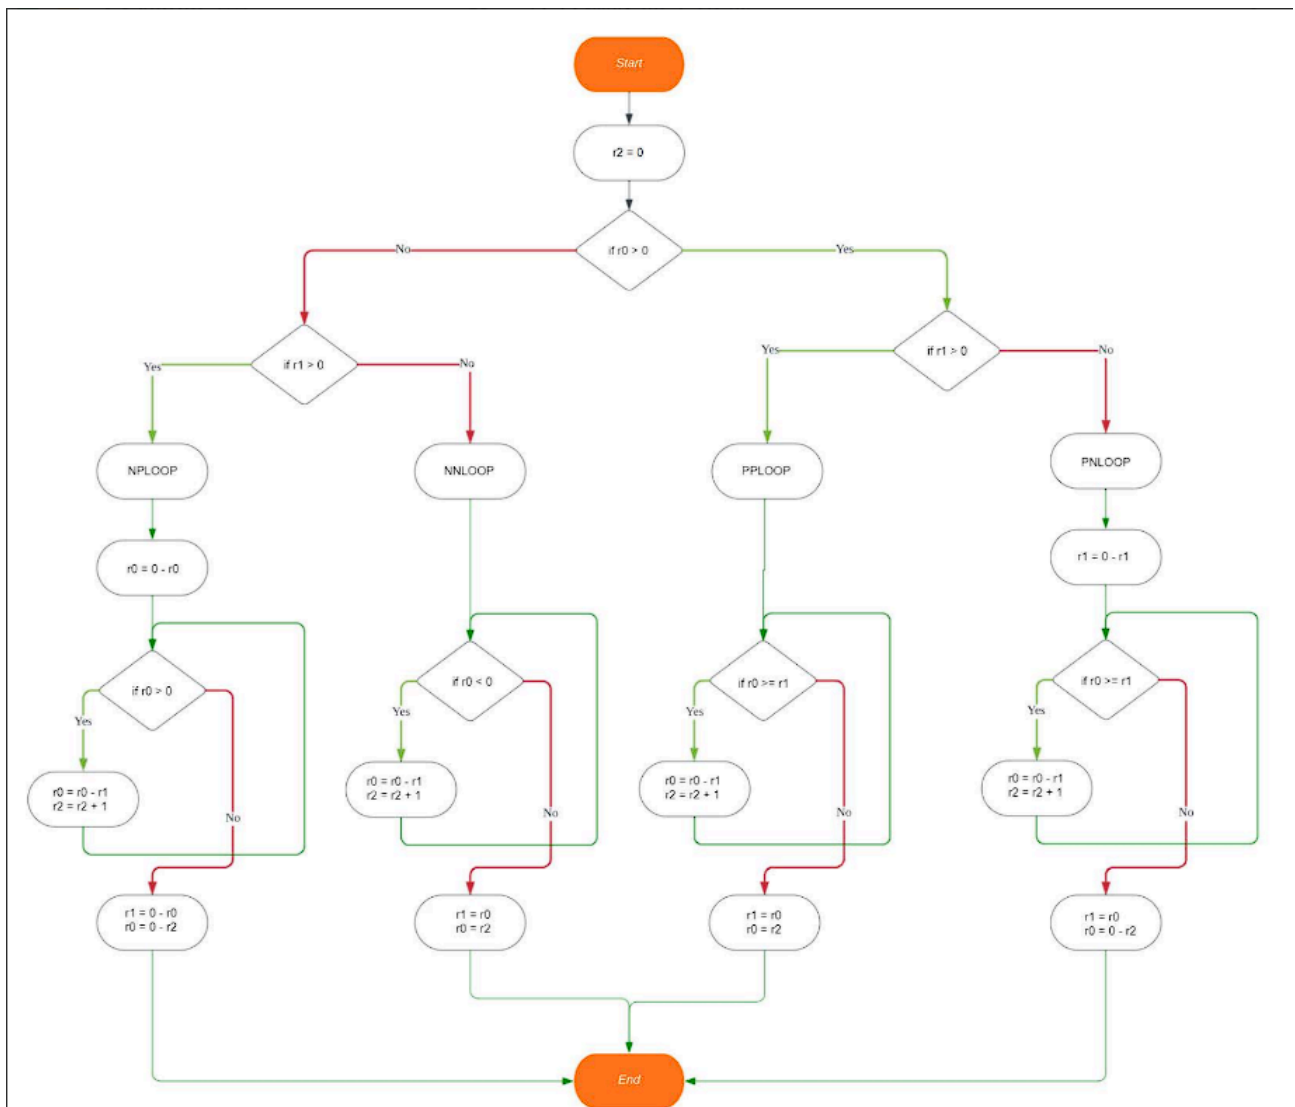 Start
r2 = 0
if r0 > 0
No
Yes
if r1 > 0
Yes
No
if r1 > 0
Yes
No
NPLOOP
NNLOOP
PPLOOP
PNLOOP
r0 = 0 - r0
r1 = 0 - r1
if r0 > 0
Yes
No
if r0 < 0
Yes
No
if r0 >= r1
Yes
No
if r0 >= r1
Yes
No
r0 = r0 - r1
r2 = r2 + 1
r0 = r0 - r1
r2 = r2 + 1
r0 = r0 - r1
r2 = r2 + 1
r0 = r0 - r1
r2 = r2 + 1
r1 = 0 - r0
r0 = 0 - r2
r1 = r0
r0 = r2
r1 = r0
r0 = r2
r1 = r0
r0 = 0 - r2
End